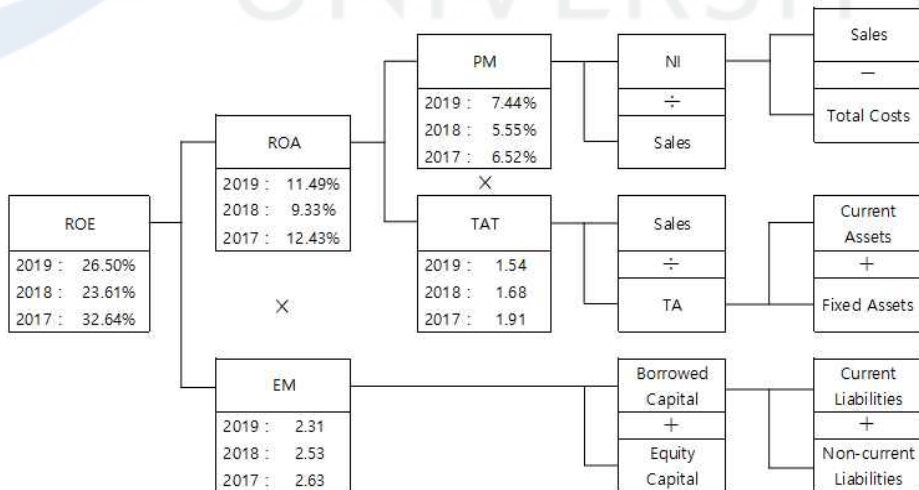 UNIVERSIT
ROE
2019 : 26.50%
2018 : 23.61%
2017 : 32.64%
ROA
2019 : 11.49%
2018 : 9.33%
2017 : 12.43%
×
EM
2019 : 2.31
2018 : 2.53
2017 : 2.63
PM
2019 : 7.44%
2018 : 5.55%
2017 : 6.52%
×
TAT
2019 : 1.54
2018 : 1.68
2017 : 1.91
NI
÷
Sales
Sales
÷
TA
Borrowed
Capital
+
Equity
Capital
Sales
−
Total Costs
Current
Assets
+
Fixed Assets
Current
Liabilities
+
Non-current
Liabilities